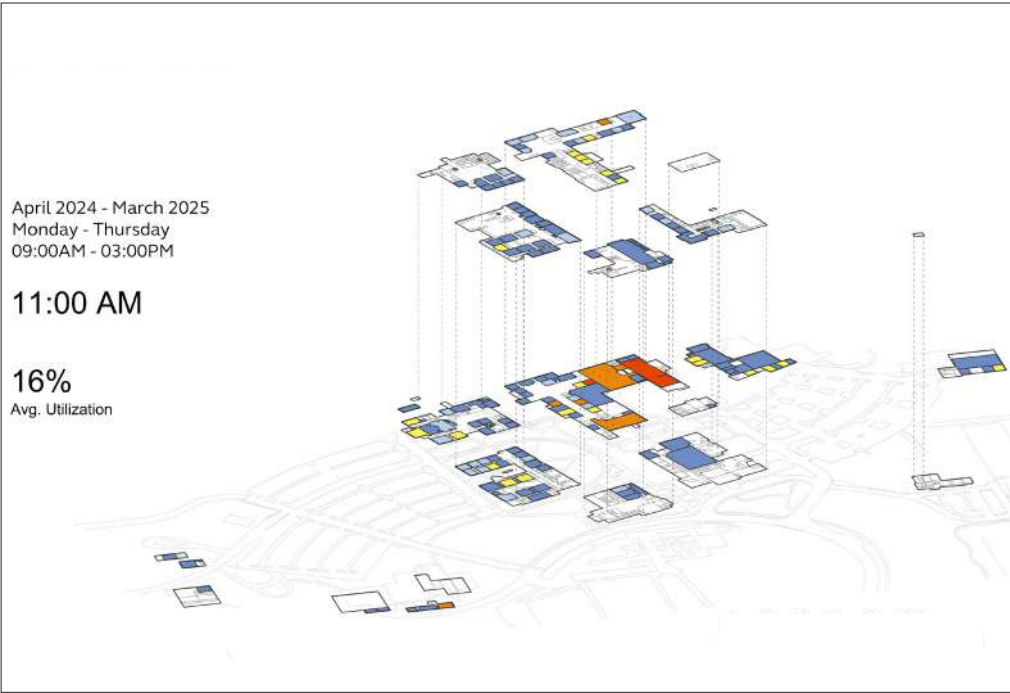 April 2024 - March 2025
Monday - Thursday
09:00AM - 03:00PM
11:00 AM
16%
Avg. Utilization